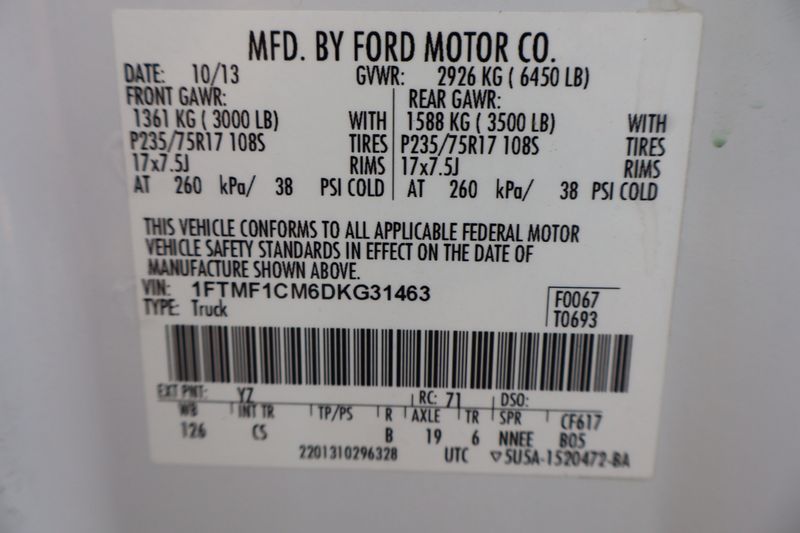 MFD. BY FORD MOTOR CO.
DATE: 10/13 GVWR: 2926 KG ( 6450 LB)
FRONT GAWR: REAR GAWR:
1361 KG ( 3000 LB) WITH 1588 KG ( 3500 LB) WITH
P235/75R17 108S TIRES P235/75R17 108S TIRES
17x7.5J RIMS 17x7.5J RIMS
AT 260 kPa/ 38 PSI COLD AT 260 kPa/ 38 PSI COLD
THIS VEHICLE CONFORMS TO ALL APPLICABLE FEDERAL MOTOR
VEHICLE SAFETY STANDARDS IN EFFECT ON THE DATE OF
MANUFACTURE SHOWN ABOVE.
VIN: 1FTMF1CM6DKG31463 F0067
TYPE: Truck T0693
EXT PNT: YZ RC: 71 DSO:
WB INT TR TP/PS R AXLE TR SPR CF617
126 CS B 19 6 NNEE B05
2201310296328 UTC ▽5U5A-1520472-BA